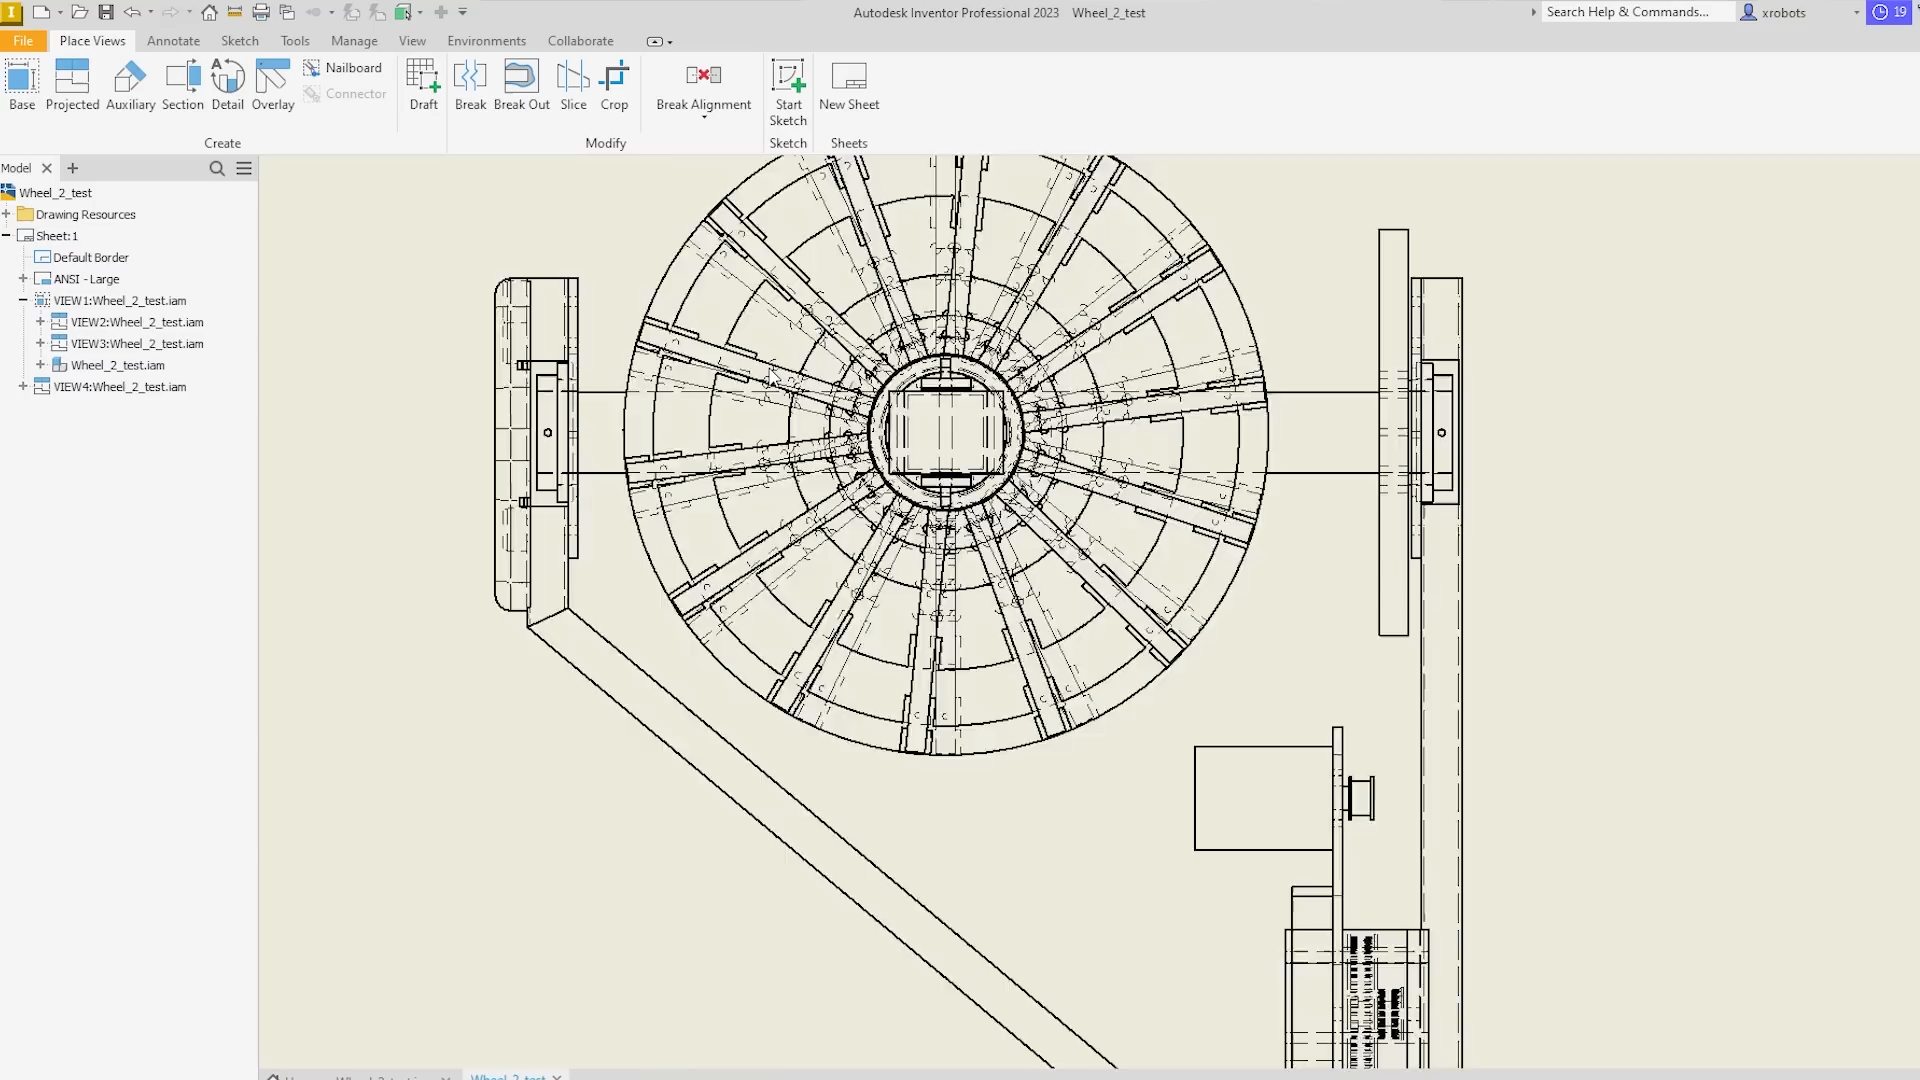 Autodesk Inventor Professional 2023 Wheel_2_test
Search Help & Commands...
xrobots
19
File Place Views Annotate Sketch Tools Manage View Environments Collaborate
Base Projected Auxiliary Section Detail Overlay
Nailboard
Connector
Draft Break Break Out Slice Crop
Break Alignment
Start
Sketch
New Sheet
Create Modify Sketch Sheets
Model
Wheel_2_test
Drawing Resources
Sheet:1
Default Border
ANSI - Large
VIEW1:Wheel_2_test.iam
VIEW2:Wheel_2_test.iam
VIEW3:Wheel_2_test.iam
Wheel_2_test.iam
VIEW4:Wheel_2_test.iam
Wheel_2_test